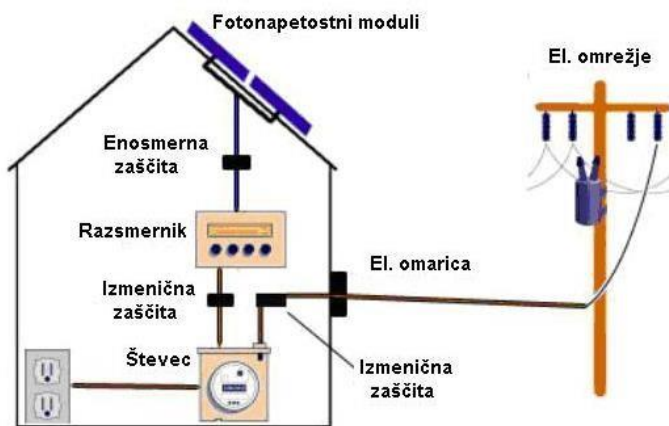 Fotonapetostni moduli
El. omrežje
Enosmerna
zaščita
Razsmernik
El. omarica
Izmenična
zaščita
Števec
Izmenična
zaščita